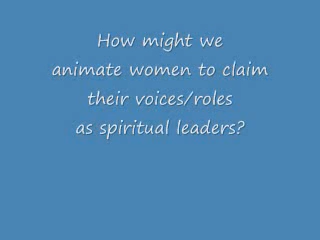 How might we
animate women to claim
their voices/roles
as spiritual leaders?